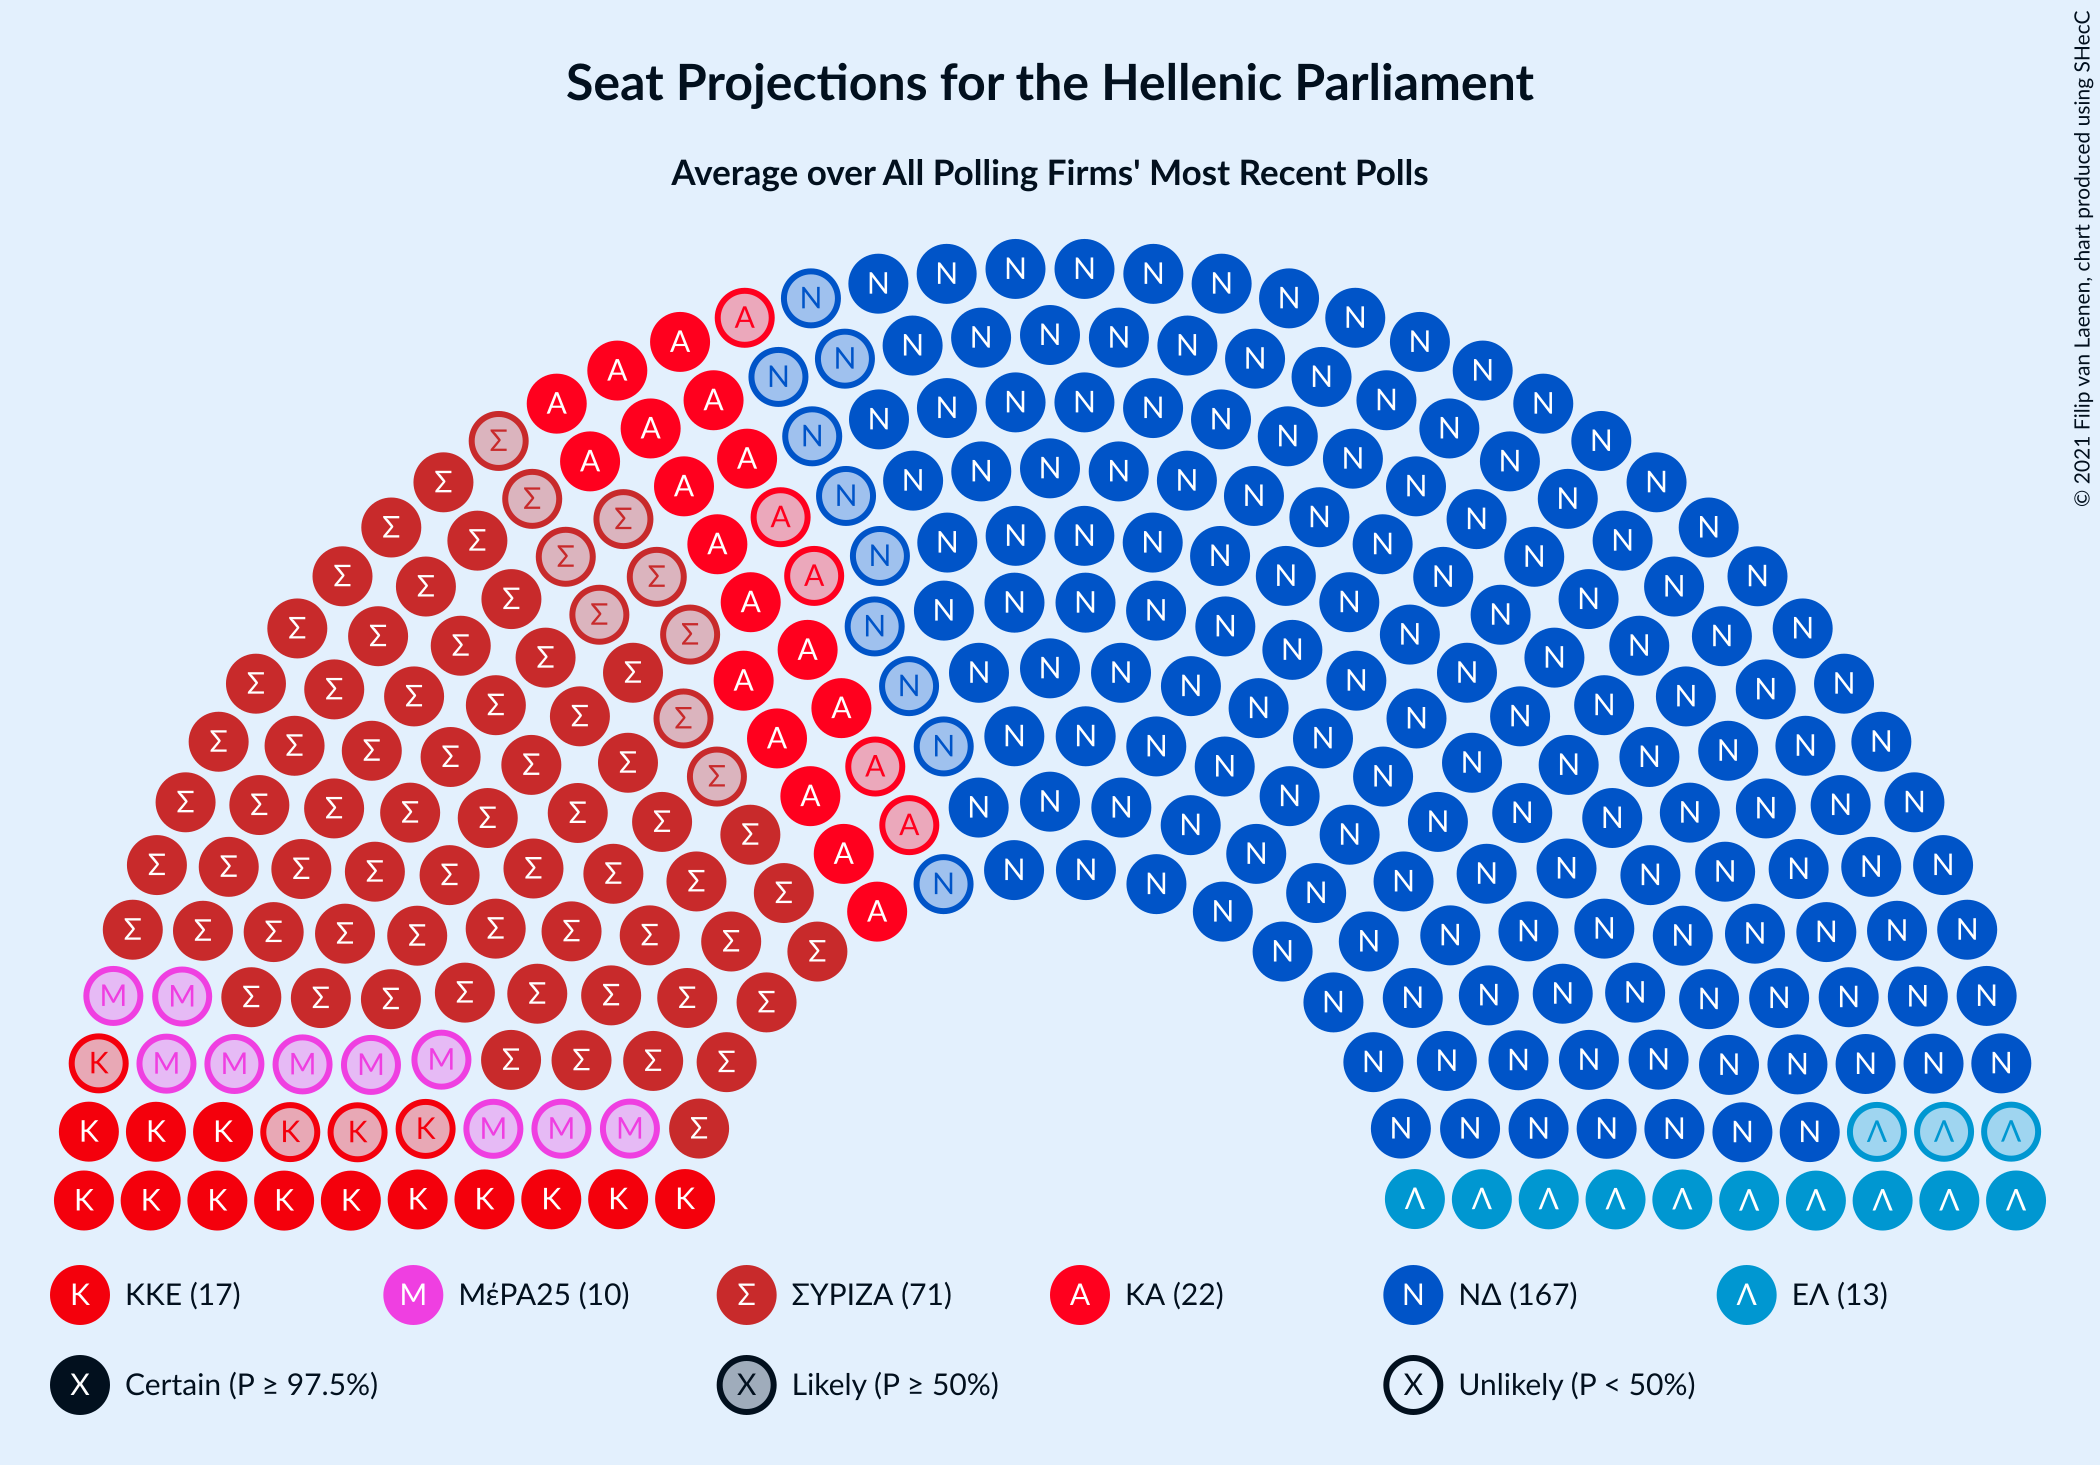 Seat Projections for the Hellenic Parliament
Average over All Polling Firms' Most Recent Polls
© 2021 Filip van Laenen, chart produced using SHecC
K ΚΚΕ (17) M ΜέΡΑ25 (10) Σ ΣΥΡΙΖΑ (71) A ΚΑ (22) N ΝΔ (167) Λ ΕΛ (13)
X Certain (P ≥ 97.5%) X Likely (P ≥ 50%) X Unlikely (P < 50%)